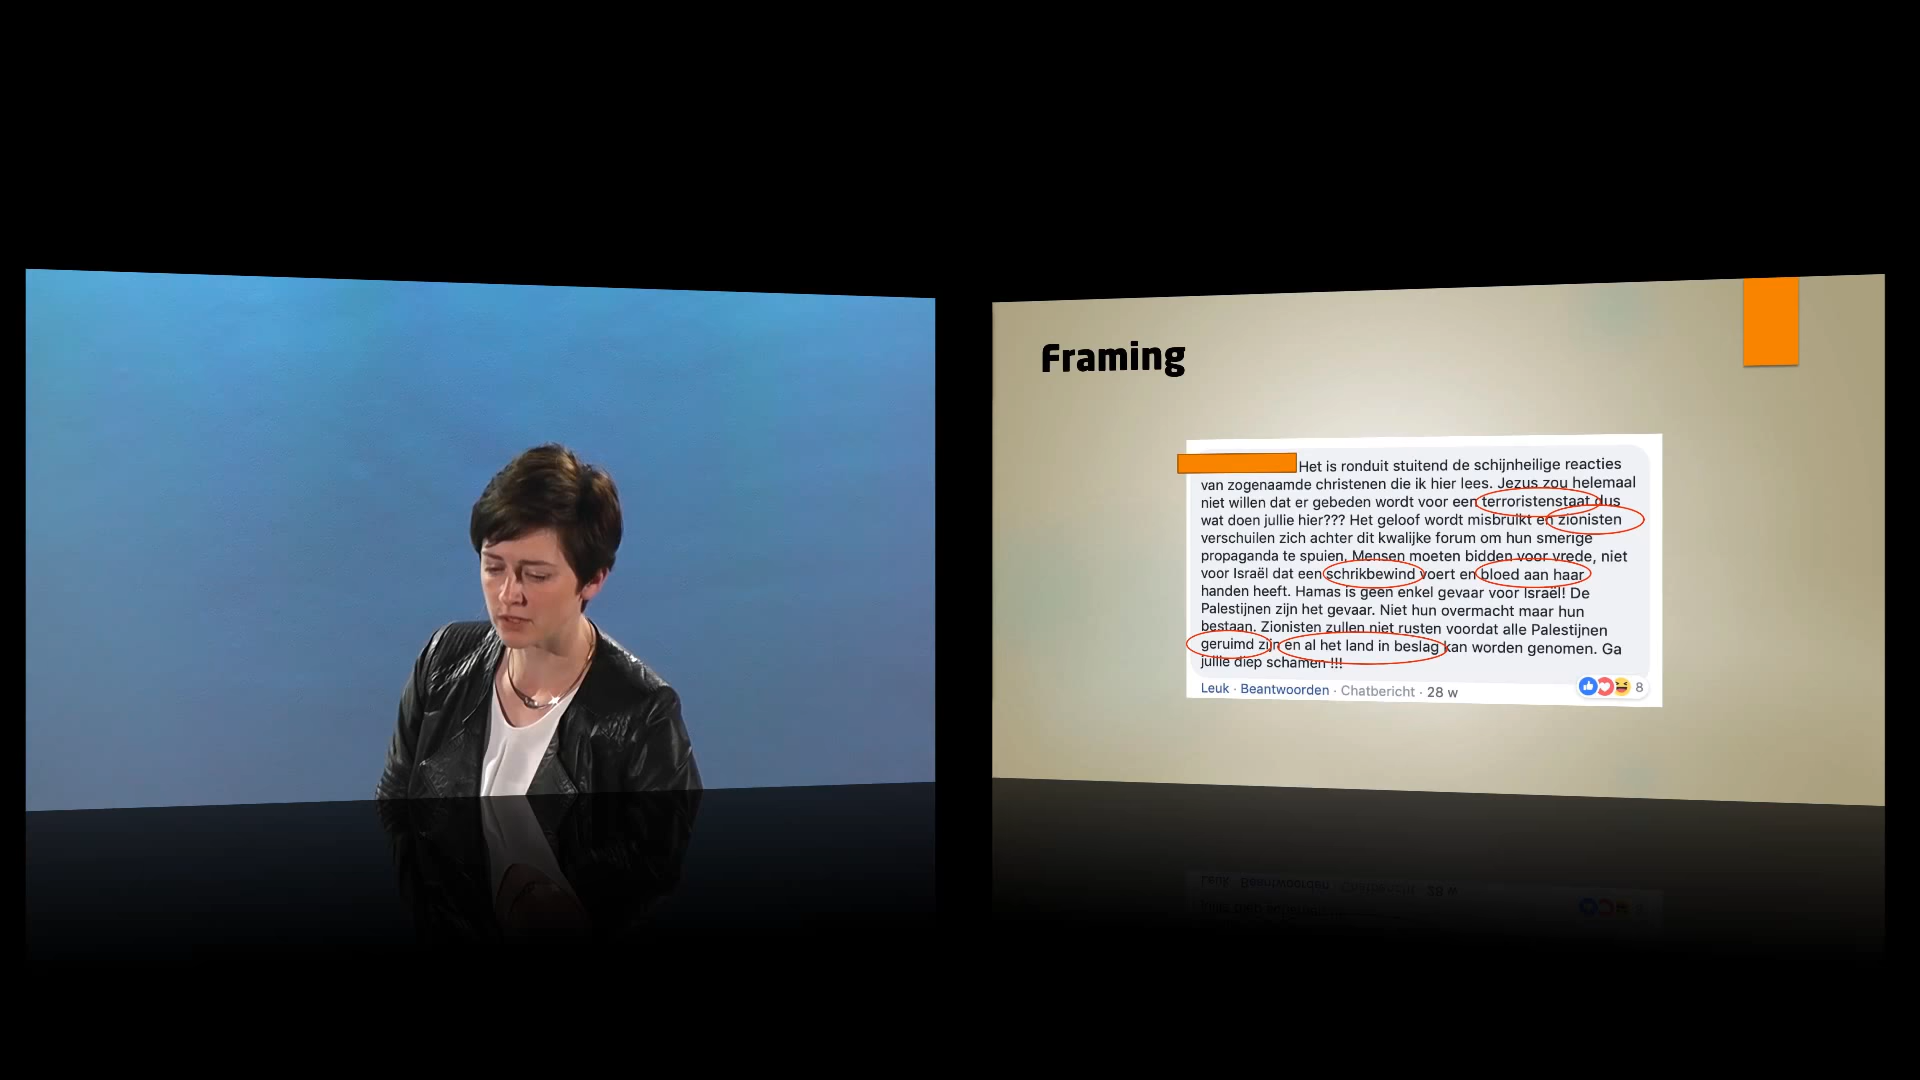 Framing
Het is ronduit stuitend de schijnheilige reacties
van zogenaamde christenen die ik hier lees. Jezus zou helemaal
niet willen dat er gebeden wordt voor een terroristenstaat dus
wat doen jullie hier??? Het geloof wordt misbruikt en zionisten
verschuilen zich achter dit kwalijke forum om hun smerige
propaganda te spuien. Mensen moeten bidden voor vrede, niet
voor Israël dat een schrikbewind voert en bloed aan haar
handen heeft. Hamas is geen enkel gevaar voor Israël! De
Palestijnen zijn het gevaar. Niet hun overmacht maar hun
bestaan. Zionisten zullen niet rusten voordat alle Palestijnen
geruimd zijn en al het land in beslag kan worden genomen. Ga
jullie diep schamen !!!
Leuk · Beantwoorden · Chatbericht · 28 w 8